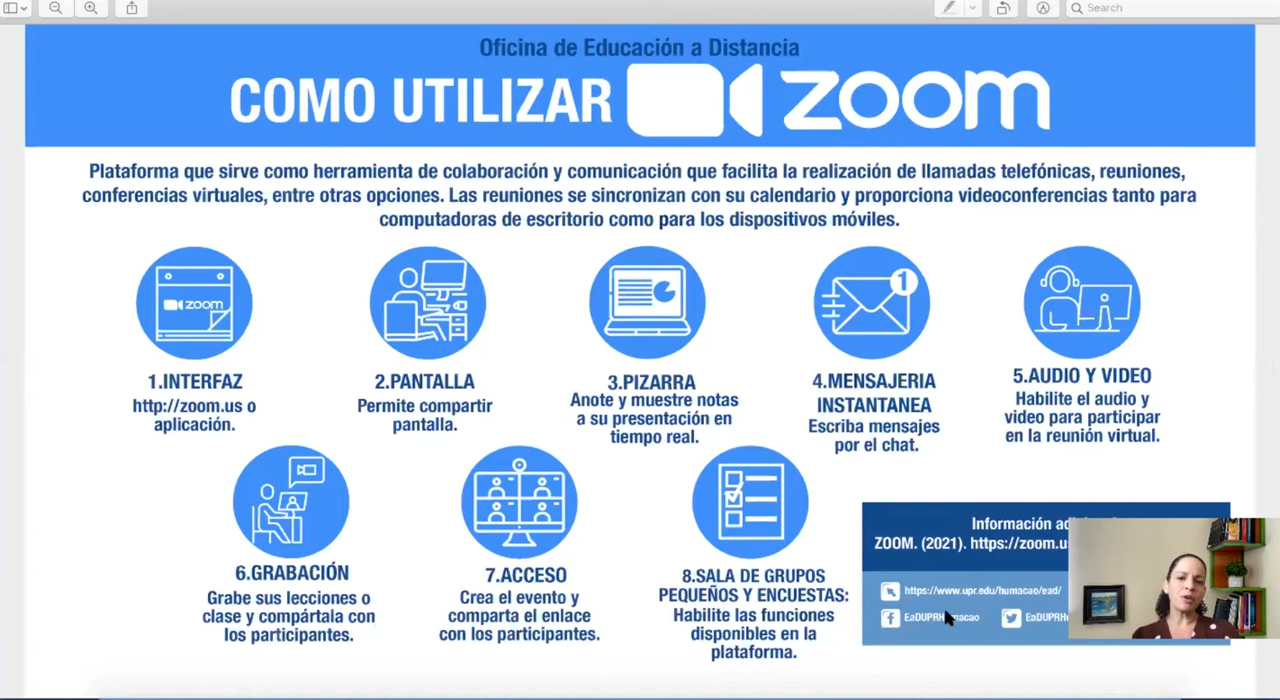 Search
Oficina de Educación a Distancia
COMO UTILIZAR zoom
Plataforma que sirve como herramienta de colaboración y comunicación que facilita la realización de llamadas telefónicas, reuniones,
conferencias virtuales, entre otras opciones. Las reuniones se sincronizan con su calendario y proporciona videoconferencias tanto para
computadoras de escritorio como para los dispositivos móviles.
zoom
1.INTERFAZ
http://zoom.us o
aplicación.
2.PANTALLA
Permite compartir
pantalla.
3.PIZARRA
Anote y muestre notas
a su presentación en
tiempo real.
1
4.MENSAJERIA
INSTANTANEA
Escriba mensajes
por el chat.
5.AUDIO Y VIDEO
Habilite el audio y
video para participar
en la reunión virtual.
6.GRABACIÓN
Grabe sus lecciones o
clase y compártala con
los participantes.
7.ACCESO
Crea el evento y
comparta el enlace
con los participantes.
8.SALA DE GRUPOS
PEQUEÑOS Y ENCUESTAS:
Habilite las funciones
disponibles en la
plataforma.
Información
ZOOM. (2021). https://zoom.u
https://www.upr.edu/humacao/ead/